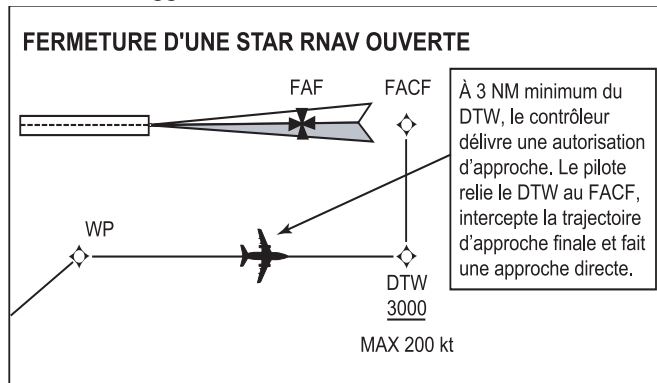 FERMETURE D'UNE STAR RNAV OUVERTE
FAF
FACF
À 3 NM minimum du
DTW, le contrôleur
délivre une autorisation
d'approche. Le pilote
relie le DTW au FACF,
intercepte la trajectoire
d'approche finale et fait
une approche directe.
WP
DTW
3000
MAX 200 kt